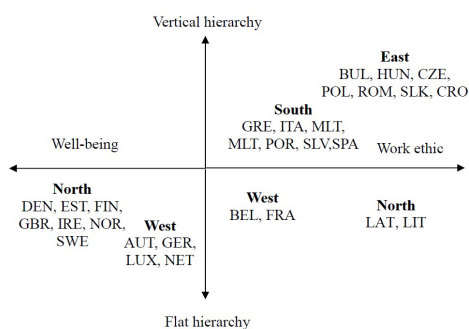 Vertical hierarchy
East
BUL, HUN, CZE,
POL, ROM, SLK, CRO
South
GRE, ITA, MLT,
MLT, POR, SLV,SPA
Well-being
Work ethic
North
DEN, EST, FIN,
GBR, IRE, NOR,
SWE
West
AUT, GER,
LUX, NET
West
BEL, FRA
North
LAT, LIT
Flat hierarchy